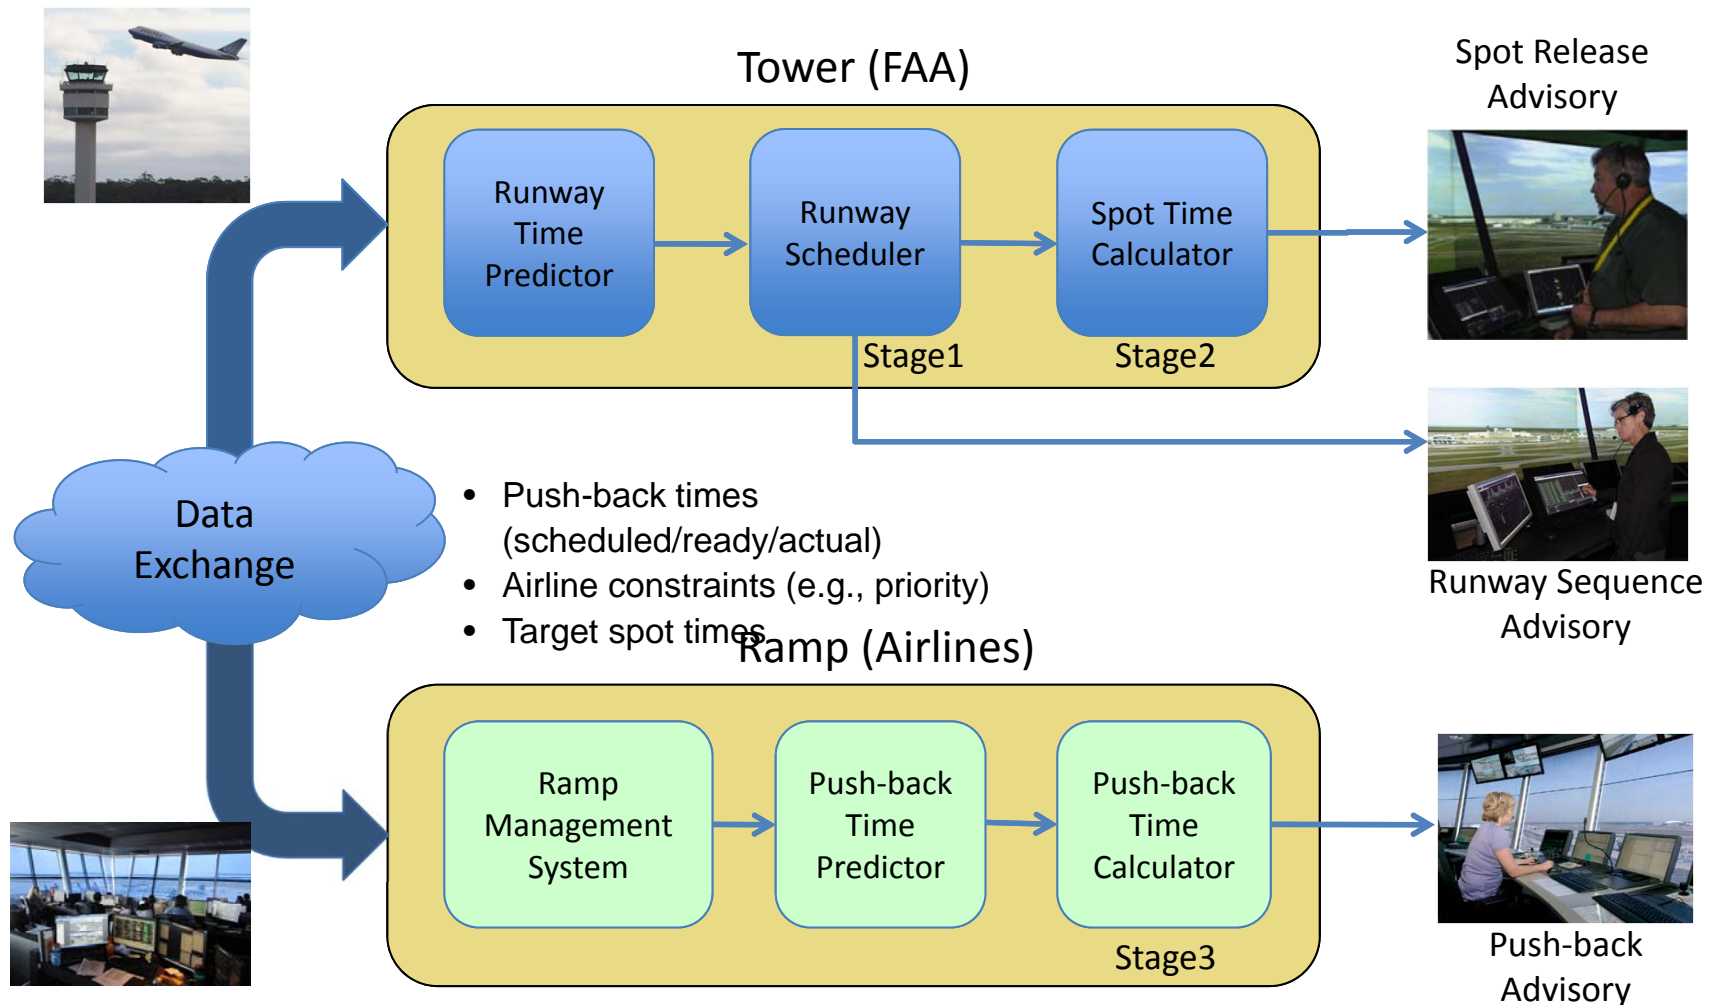 Tower (FAA)
Spot Release
Advisory
Runway
Time
Predictor
Runway
Scheduler
Spot Time
Calculator
Stage1
Stage2
Data
Exchange
• Push-back times
(scheduled/ready/actual)
• Airline constraints (e.g., priority)
• Target spot times
Runway Sequence
Advisory
Ramp (Airlines)
Ramp
Management
System
Push-back
Time
Predictor
Push-back
Time
Calculator
Stage3
Push-back
Advisory